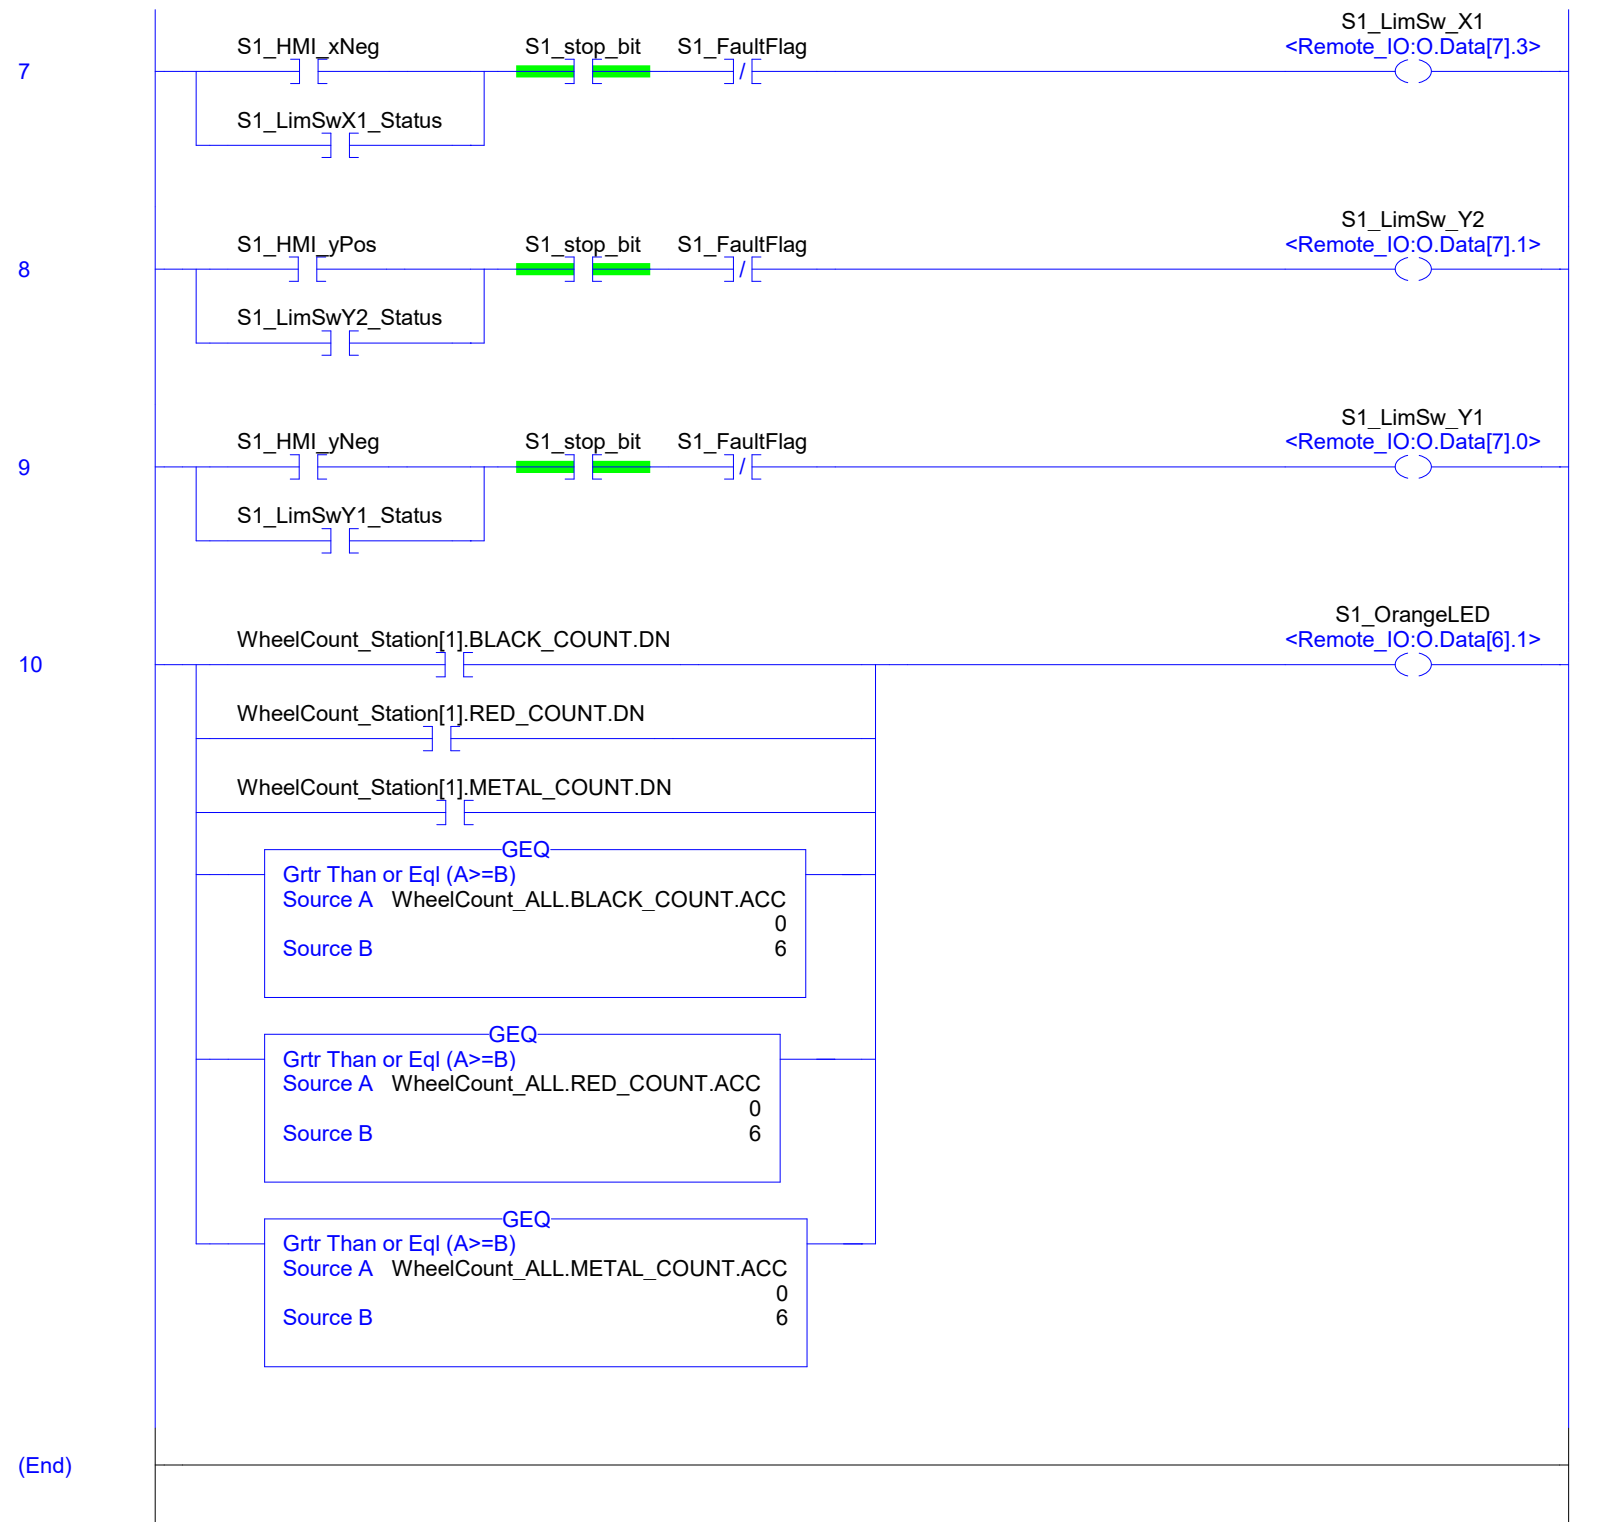 S1_LimSw_X1
S1_HMI_xNeg S1_stop_bit S1_FaultFlag <Remote_IO:O.Data[7].3>
7 /
S1_LimSwX1_Status
S1_LimSw_Y2
S1_HMI_yPos S1_stop_bit S1_FaultFlag <Remote_IO:O.Data[7].1>
8 /
S1_LimSwY2_Status
S1_LimSw_Y1
S1_HMI_yNeg S1_stop_bit S1_FaultFlag <Remote_IO:O.Data[7].0>
9 /
S1_LimSwY1_Status
S1_OrangeLED
WheelCount_Station[1].BLACK_COUNT.DN <Remote_IO:O.Data[6].1>
10
WheelCount_Station[1].RED_COUNT.DN
WheelCount_Station[1].METAL_COUNT.DN
GEQ
Grtr Than or Eql (A>=B)
Source A WheelCount_ALL.BLACK_COUNT.ACC
0
Source B 6
GEQ
Grtr Than or Eql (A>=B)
Source A WheelCount_ALL.RED_COUNT.ACC
0
Source B 6
GEQ
Grtr Than or Eql (A>=B)
Source A WheelCount_ALL.METAL_COUNT.ACC
0
Source B 6
(End)